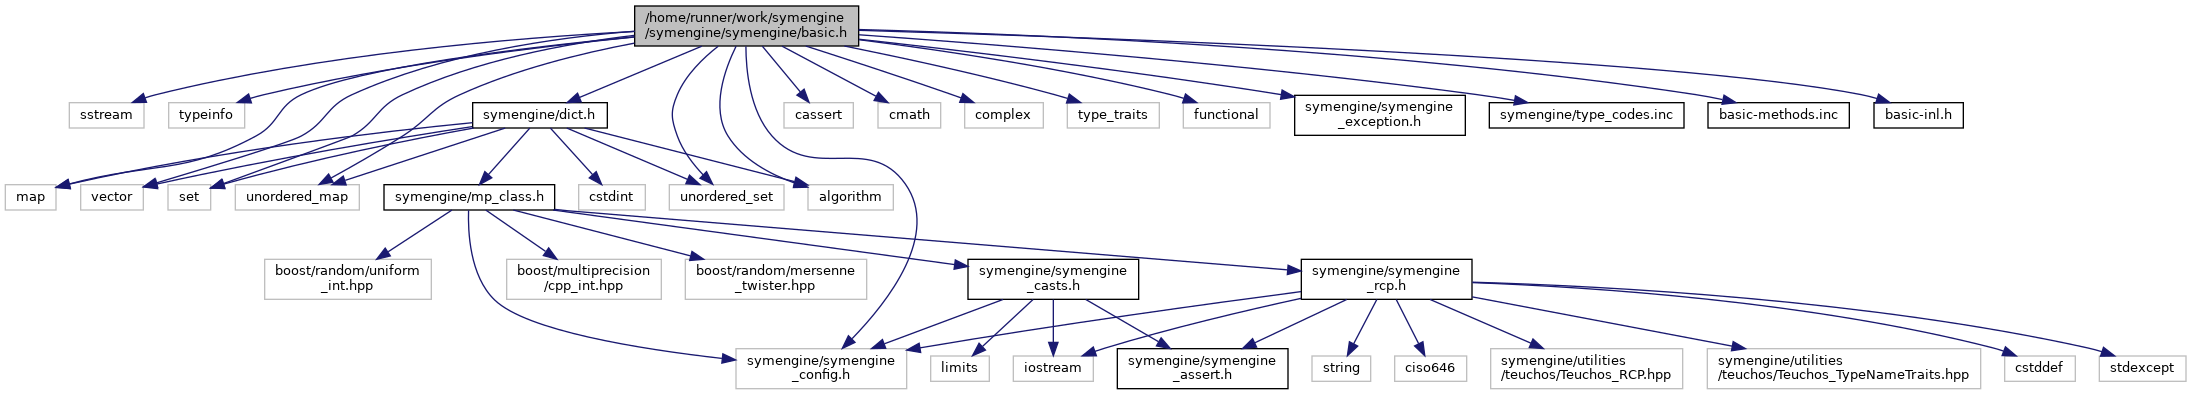 /home/runner/work/symengine
/symengine/symengine/basic.h
sstream
typeinfo
symengine/dict.h
cassert
cmath
complex
type_traits
functional
symengine/symengine
_exception.h
symengine/type_codes.inc
basic-methods.inc
basic-inl.h
map
vector
set
unordered_map
symengine/mp_class.h
cstdint
unordered_set
algorithm
boost/random/uniform
_int.hpp
boost/multiprecision
/cpp_int.hpp
boost/random/mersenne
_twister.hpp
symengine/symengine
_casts.h
symengine/symengine
_rcp.h
symengine/symengine
_config.h
limits
iostream
symengine/symengine
_assert.h
string
ciso646
symengine/utilities
/teuchos/Teuchos_RCP.hpp
symengine/utilities
/teuchos/Teuchos_TypeNameTraits.hpp
cstddef
stdexcept